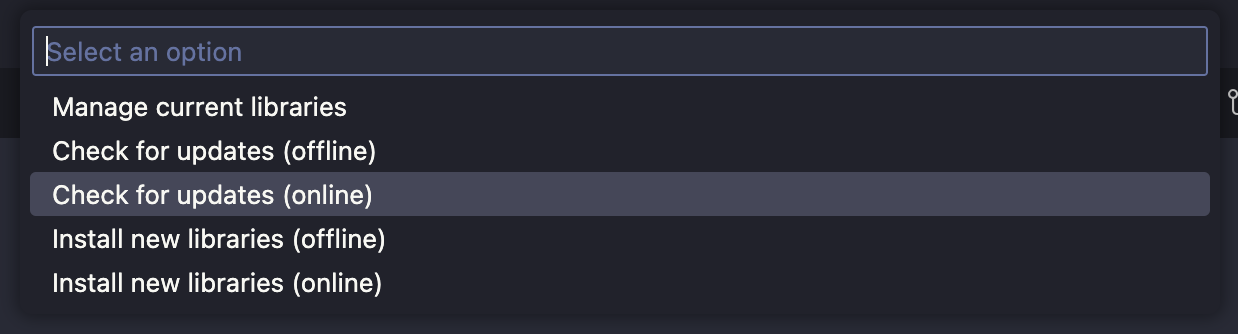 Select an option
Manage current libraries
Check for updates (offline)
Check for updates (online)
Install new libraries (offline)
Install new libraries (online)